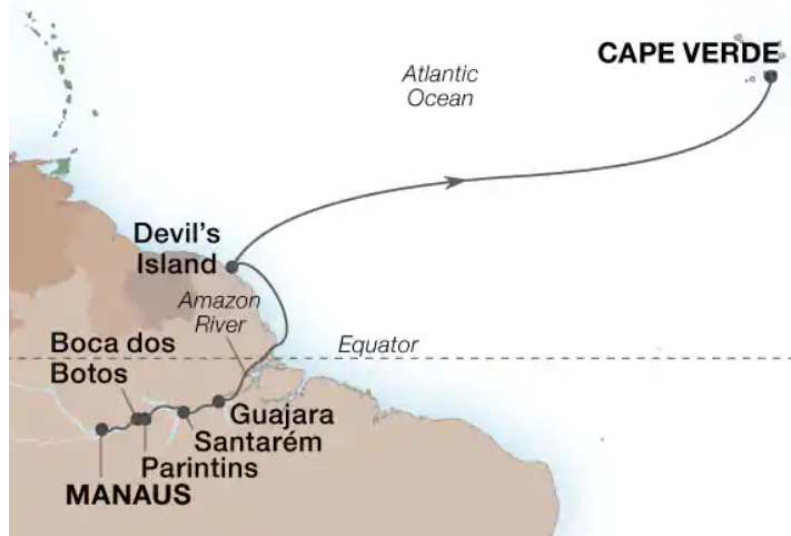 CAPE VERDE
Atlantic
Ocean
Devil's
Island
Amazon
River
Equator
Boca dos
Botos
Guajara
Santarém
Parintins
MANAUS